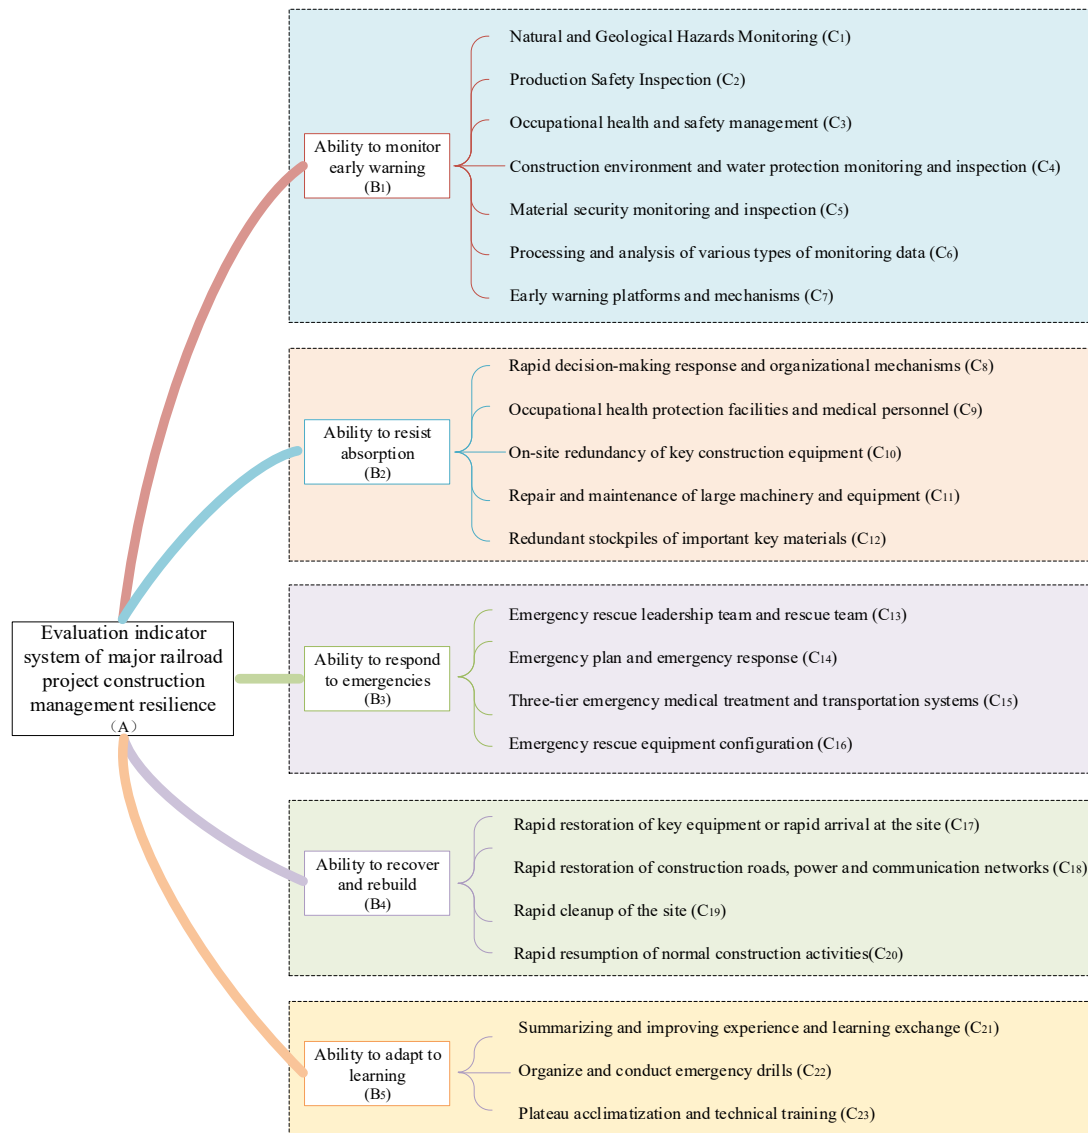 Evaluation indicator
system of major railroad
project construction
management resilience
（A）
Ability to monitor
early warning
(B1)
Natural and Geological Hazards Monitoring (C1)
Production Safety Inspection (C2)
Occupational health and safety management (C3)
Construction environment and water protection monitoring and inspection (C4)
Material security monitoring and inspection (C5)
Processing and analysis of various types of monitoring data (C6)
Early warning platforms and mechanisms (C7)
Ability to resist
absorption
(B2)
Rapid decision-making response and organizational mechanisms (C8)
Occupational health protection facilities and medical personnel (C9)
On-site redundancy of key construction equipment (C10)
Repair and maintenance of large machinery and equipment (C11)
Redundant stockpiles of important key materials (C12)
Ability to respond
to emergencies
(B3)
Emergency rescue leadership team and rescue team (C13)
Emergency plan and emergency response (C14)
Three-tier emergency medical treatment and transportation systems (C15)
Emergency rescue equipment configuration (C16)
Ability to recover
and rebuild
(B4)
Rapid restoration of key equipment or rapid arrival at the site (C17)
Rapid restoration of construction roads, power and communication networks (C18)
Rapid cleanup of the site (C19)
Rapid resumption of normal construction activities(C20)
Ability to adapt to
learning
(B5)
Summarizing and improving experience and learning exchange (C21)
Organize and conduct emergency drills (C22)
Plateau acclimatization and technical training (C23)